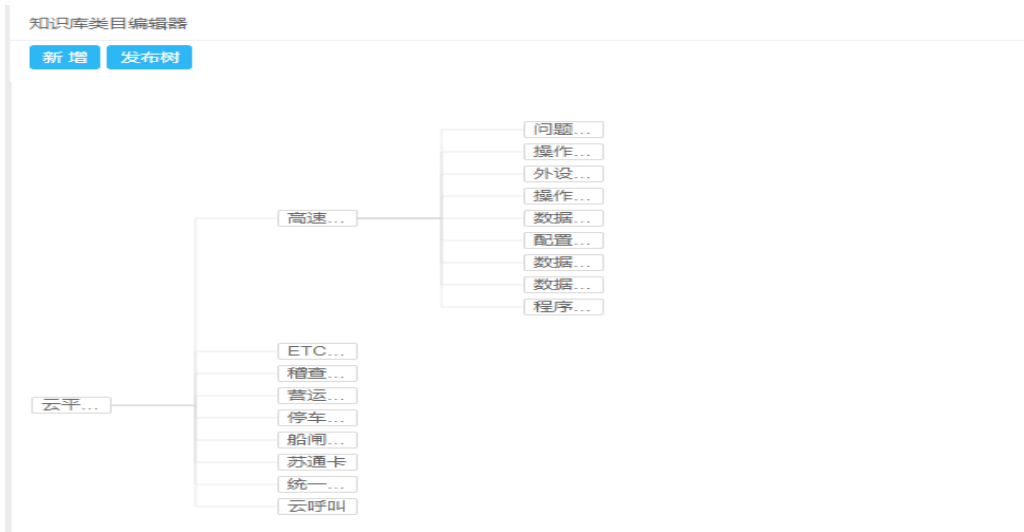 知识库类目编辑器
新 增 发布树
问题...
操作...
外设...
操作...
高速... 数据...
配置...
数据...
数据...
程序...
ETC...
稽查...
营运...
云平...
停车...
船闸...
苏通卡
统一...
云呼叫